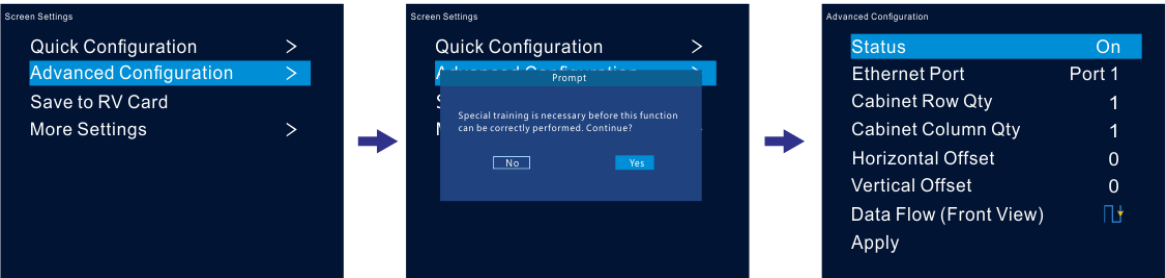 Screen Settings
Quick Configuration >
Advanced Configuration >
Save to RV Card
More Settings >
Screen Settings
Quick Configuration >
Advanced Configuration >
Prompt
Special training is necessary before this function
can be correctly performed. Continue?
No Yes
Advanced Configuration
Status On
Ethernet Port Port 1
Cabinet Row Qty 1
Cabinet Column Qty 1
Horizontal Offset 0
Vertical Offset 0
Data Flow (Front View)
Apply